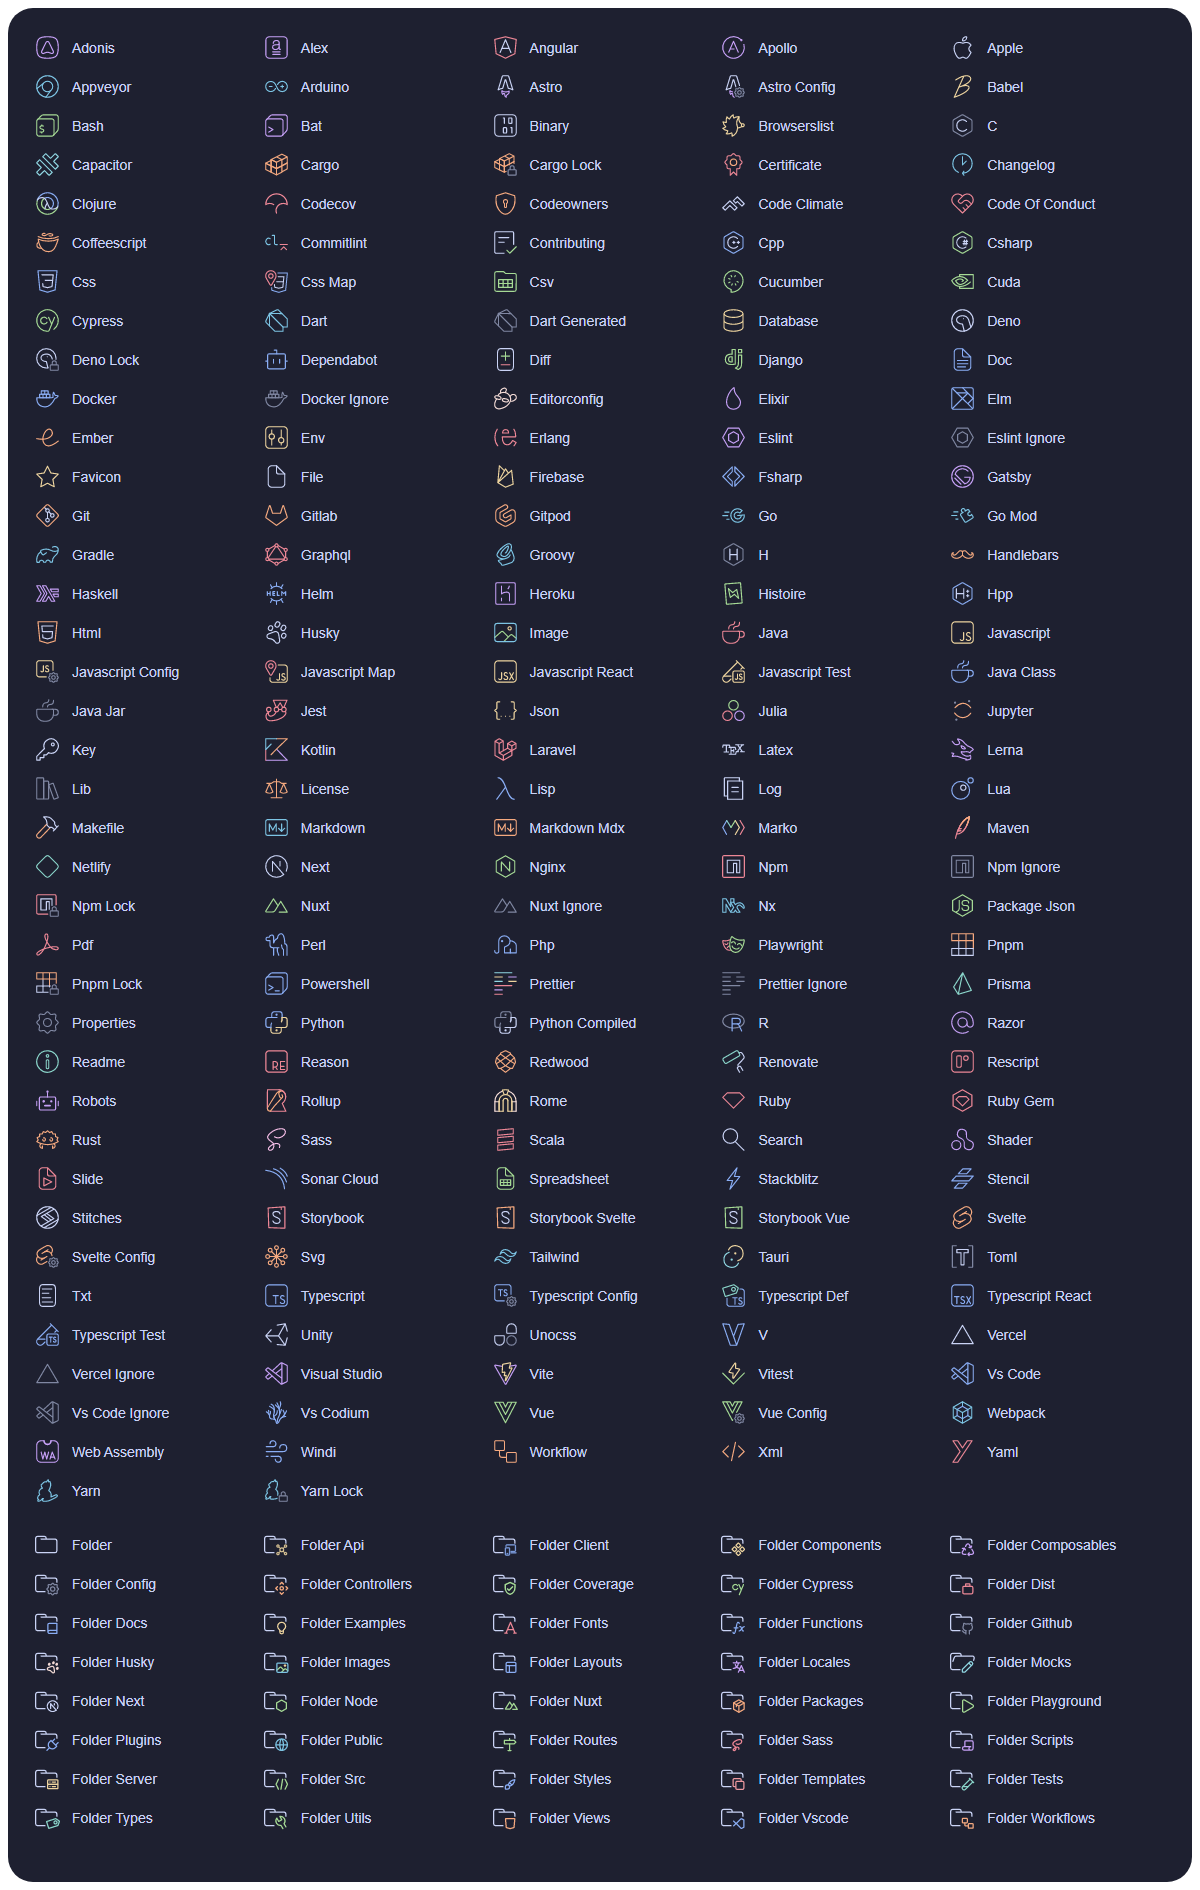 Adonis Alex Angular Apollo Apple
Appveyor Arduino Astro Astro Config Babel
Bash Bat Binary Browserslist C
Capacitor Cargo Cargo Lock Certificate Changelog
Clojure Codecov Codeowners Code Climate Code Of Conduct
Coffeescript Commitlint Contributing Cpp Csharp
Css Css Map Csv Cucumber Cuda
Cypress Dart Dart Generated Database Deno
Deno Lock Dependabot Diff Django Doc
Docker Docker Ignore Editorconfig Elixir Elm
Ember Env Erlang Eslint Eslint Ignore
Favicon File Firebase Fsharp Gatsby
Git Gitlab Gitpod Go Go Mod
Gradle Graphql Groovy H Handlebars
Haskell Helm Heroku Histoire Hpp
Html Husky Image Java Javascript
Javascript Config Javascript Map Javascript React Javascript Test Java Class
Java Jar Jest Json Julia Jupyter
Key Kotlin Laravel Latex Lerna
Lib License Lisp Log Lua
Makefile Markdown Markdown Mdx Marko Maven
Netlify Next Nginx Npm Npm Ignore
Npm Lock Nuxt Nuxt Ignore Nx Package Json
Pdf Perl Php Playwright Pnpm
Pnpm Lock Powershell Prettier Prettier Ignore Prisma
Properties Python Python Compiled R Razor
Readme Reason Redwood Renovate Rescript
Robots Rollup Rome Ruby Ruby Gem
Rust Sass Scala Search Shader
Slide Sonar Cloud Spreadsheet Stackblitz Stencil
Stitches Storybook Storybook Svelte Storybook Vue Svelte
Svelte Config Svg Tailwind Tauri Toml
Txt Typescript Typescript Config Typescript Def Typescript React
Typescript Test Unity Unocss V Vercel
Vercel Ignore Visual Studio Vite Vitest Vs Code
Vs Code Ignore Vs Codium Vue Vue Config Webpack
Web Assembly Windi Workflow Xml Yaml
Yarn Yarn Lock
Folder Folder Api Folder Client Folder Components Folder Composables
Folder Config Folder Controllers Folder Coverage Folder Cypress Folder Dist
Folder Docs Folder Examples Folder Fonts Folder Functions Folder Github
Folder Husky Folder Images Folder Layouts Folder Locales Folder Mocks
Folder Next Folder Node Folder Nuxt Folder Packages Folder Playground
Folder Plugins Folder Public Folder Routes Folder Sass Folder Scripts
Folder Server Folder Src Folder Styles Folder Templates Folder Tests
Folder Types Folder Utils Folder Views Folder Vscode Folder Workflows